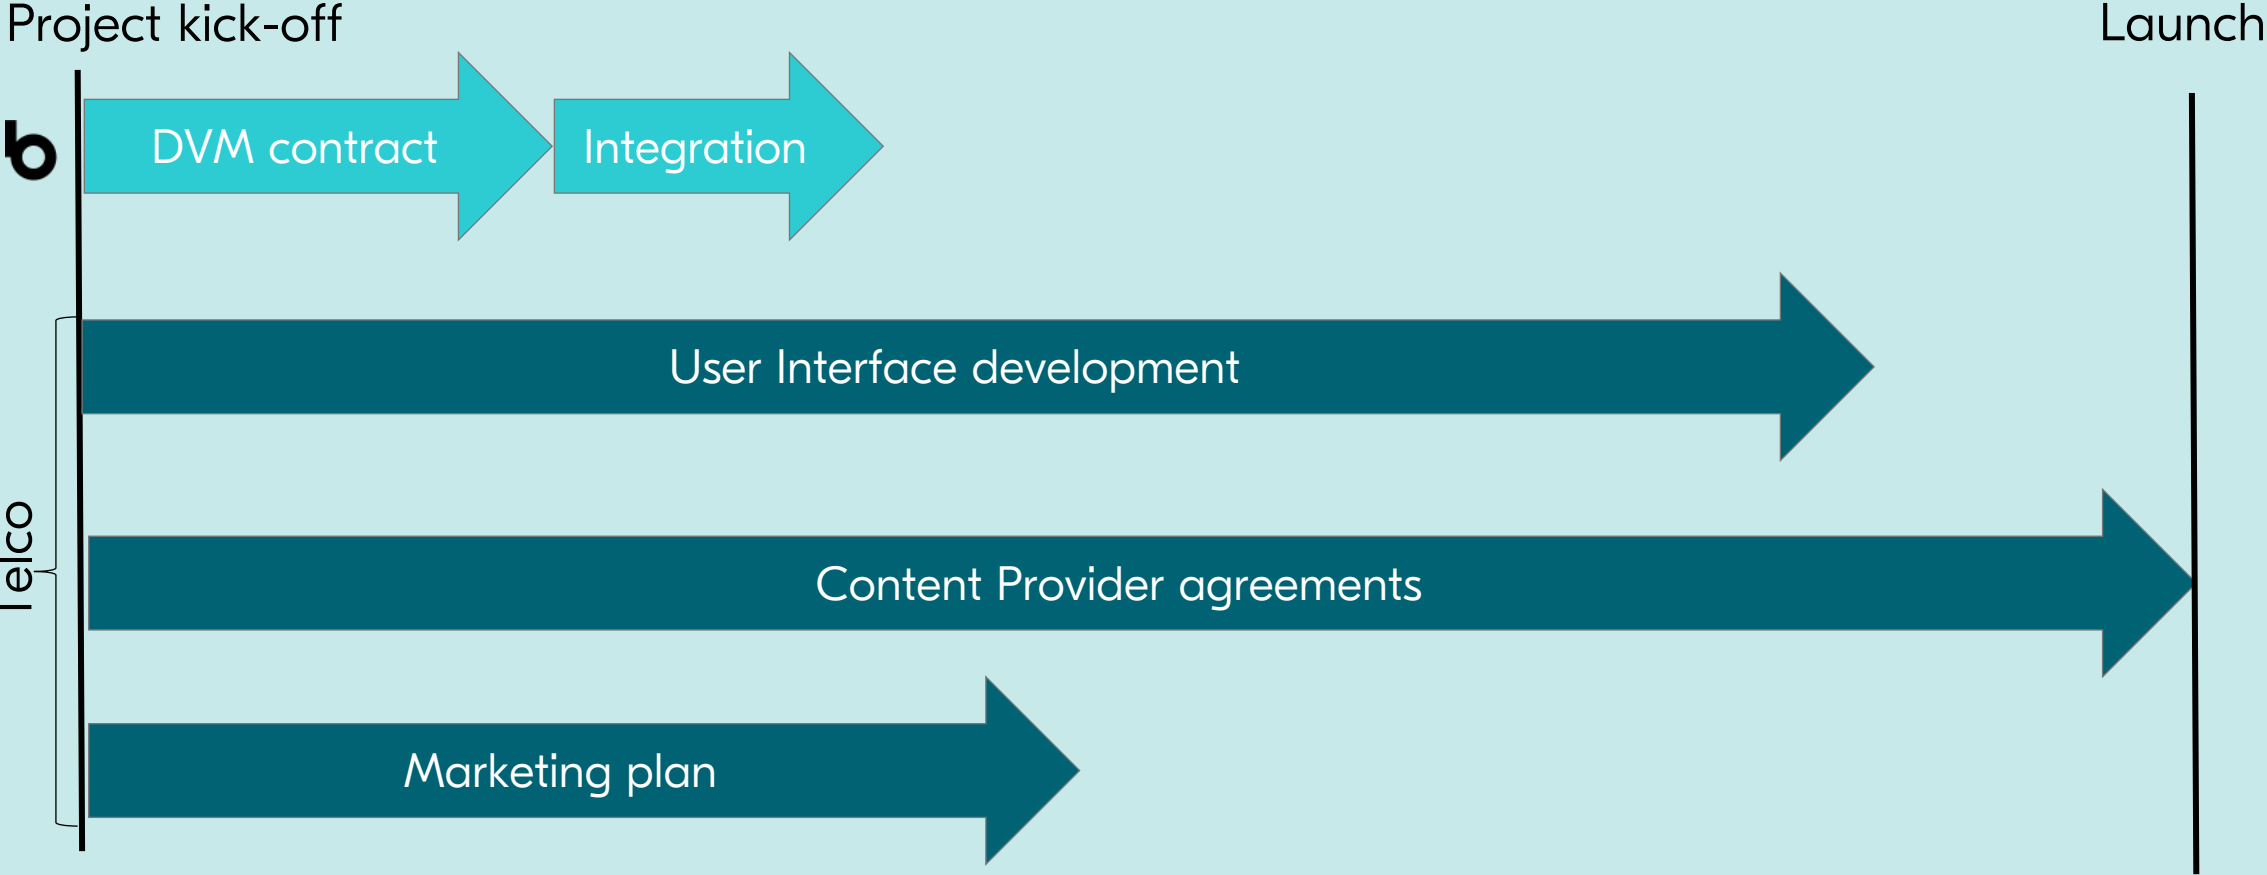 Project kick-off
Launch
b
DVM contract
Integration
User Interface development
Telco
Content Provider agreements
Marketing plan